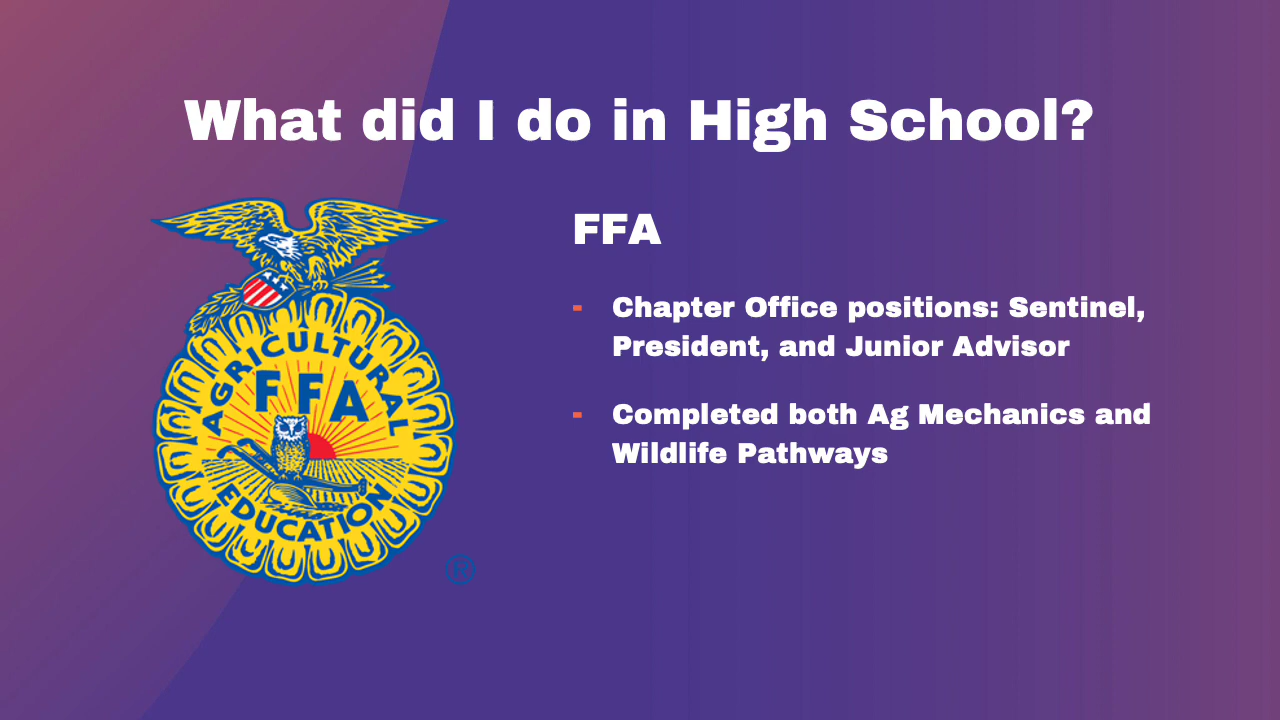 What did I do in High School?
AGRICULTURAL
FFA
EDUCATION
®
FFA
- Chapter Office positions: Sentinel,
President, and Junior Advisor
- Completed both Ag Mechanics and
Wildlife Pathways